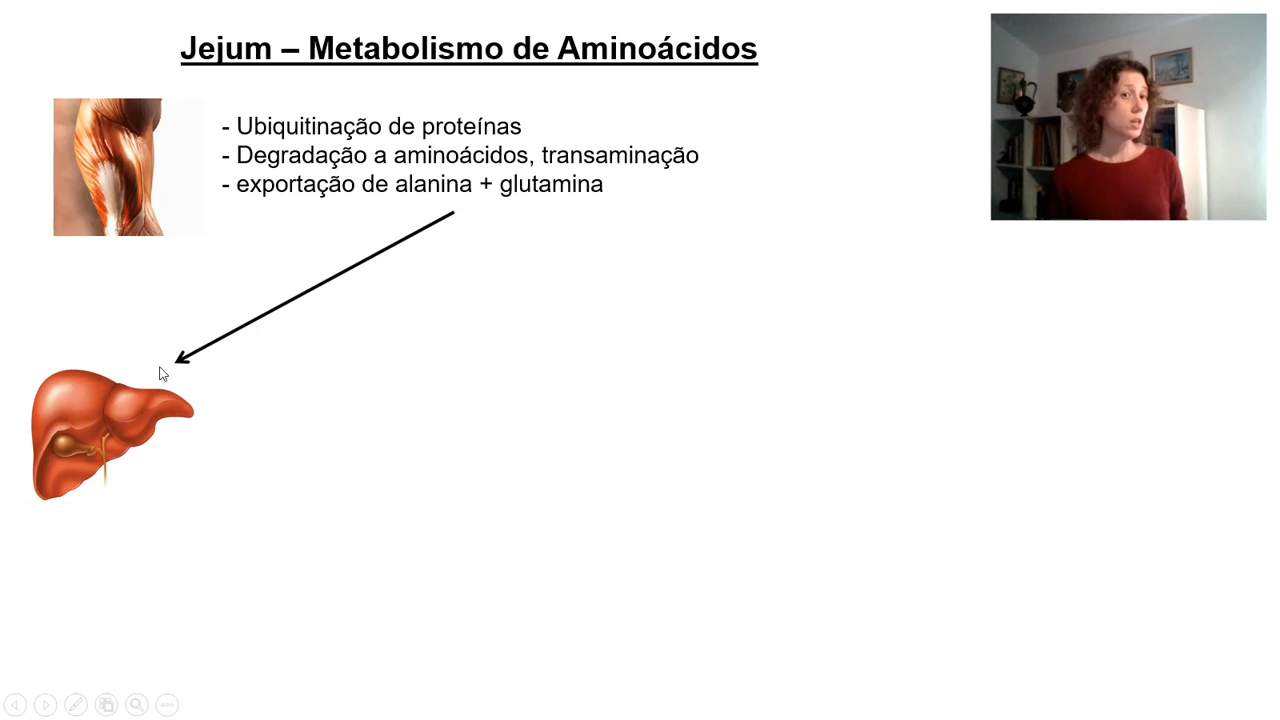 Jejum – Metabolismo de Aminoácidos
- Ubiquitinação de proteínas
- Degradação a aminoácidos, transaminação
- exportação de alanina + glutamina